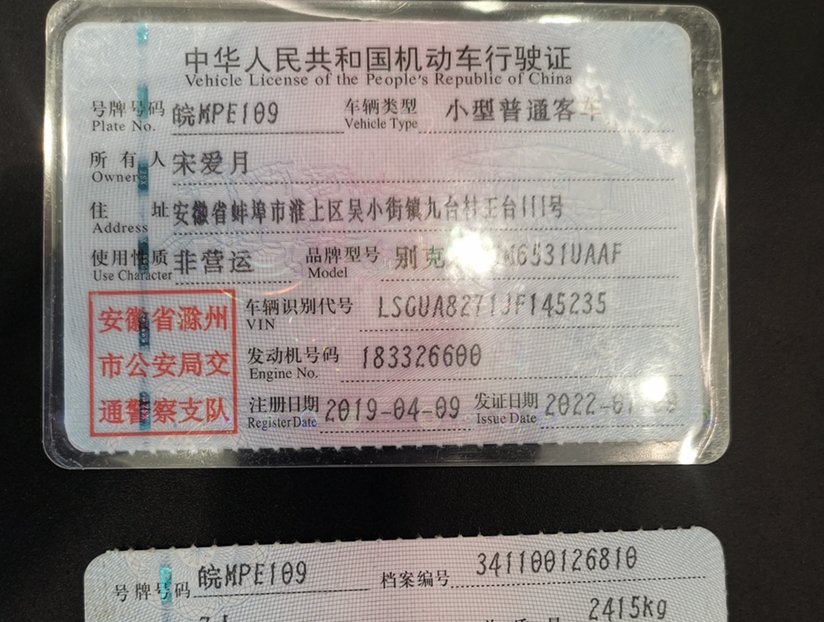 中华人民共和国机动车行驶证
Vehicle License of the People's Republic of China
号牌号码 皖MPE109 车辆类型 小型普通客车
Plate No. Vehicle Type
所有人 宋爱月
Owner
住址 安徽省蚌埠市淮上区吴小街镇九台村王台111号
Address
使用性质 非营运 品牌型号 别克 M6531UAAF
Use Character Model
安徽省滁州
市公安局交
通警察支队
车辆识别代号 LSGUA8271JF145235
VIN
发动机号码 183326600
Engine No.
注册日期 2019-04-09 发证日期 2022-0
Register Date Issue Date
号牌号码 皖MPE109 档案编号 341100126810
2415kg